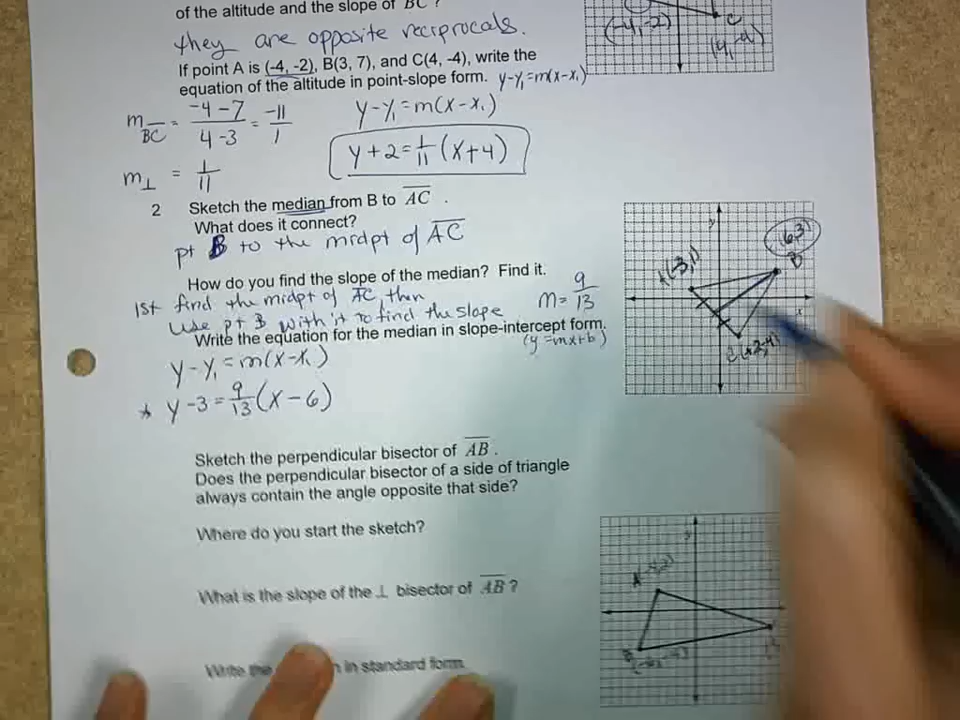 of the altitude and the slope of BC ?
they are opposite reciprocals.
If point A is (-4, -2), B(3, 7), and C(4, -4), write the
equation of the altitude in point-slope form. y-y₁=m(x-x₁)
m BC = -4-7 / 4-3 = -11 / 1
y-y₁=m(x-x₁)
y+2=1/11(x+4)
m⊥ = 1/11
(-4,-2)
C
(4,-4)
2 Sketch the median from B to AC .
What does it connect?
pt B to the midpt of AC
How do you find the slope of the median? Find it.
1st find the midpt of AC, then
use pt B with it to find the slope
m = 9/13
Write the equation for the median in slope-intercept form.
(y=mx+b)
y-y₁=m(x-x₁)
* y-3=9/13(x-6)
y
(6,3)
B
A(-3,1)
x
Sketch the perpendicular bisector of AB .
Does the perpendicular bisector of a side of triangle
always contain the angle opposite that side?
Where do you start the sketch?
What is the slope of the ⊥ bisector of AB ?
Write the in standard form.
y
A
B